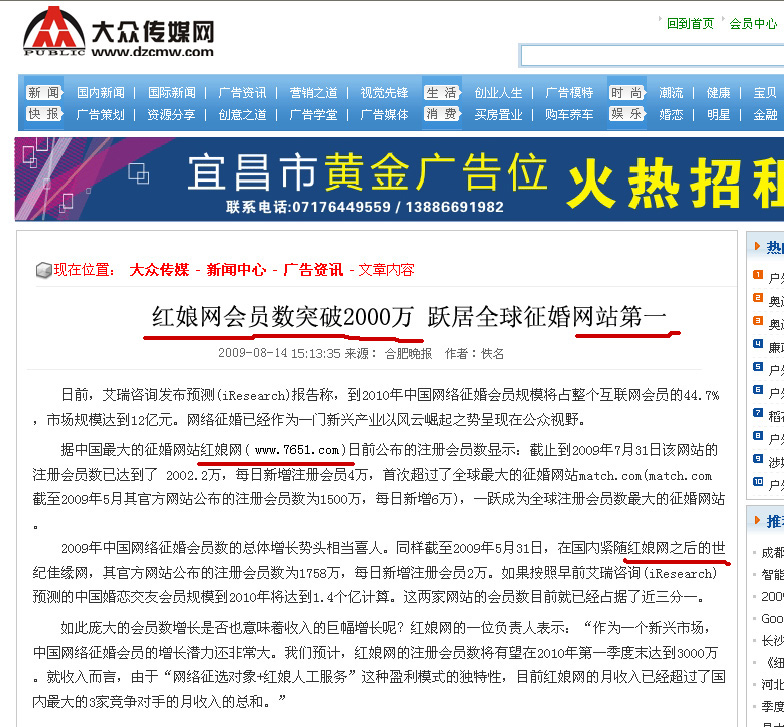 大众传媒网
PUBLIC www.dzcmw.com
回到首页 会员中心
新闻 国内新闻 | 国际新闻 | 广告资讯 | 营销之道 | 视觉先锋 生活 创业人生 | 广告模特 时尚 潮流 | 健康 | 宝贝
快报 广告策划 | 资源分享 | 创意之道 | 广告学堂 | 广告媒体 消费 买房置业 | 购车养车 娱乐 婚恋 | 明星 | 金融
宜昌市黄金广告位 火热招租
联系电话:07176449559 / 13886691982
现在位置： 大众传媒 - 新闻中心 - 广告资讯 - 文章内容
红娘网会员数突破2000万 跃居全球征婚网站第一
2009-08-14 15:13:35 来源： 合肥晚报 作者：佚名
日前，艾瑞咨询发布预测(iResearch)报告称，到2010年中国网络征婚会员规模将占整个互联网会员的44.7%
，市场规模达到12亿元。网络征婚已经作为一门新兴产业以风云崛起之势呈现在公众视野。
据中国最大的征婚网站红娘网( www.7651.com)日前公布的注册会员数显示：截止到2009年7月31日该网站的
注册会员数已达到了 2002.2万，每日新增注册会员4万，首次超过了全球最大的征婚网站match.com(match.com
截至2009年5月其官方网站公布的注册会员数为1500万，每日新增6万)，一跃成为全球注册会员数最大的征婚网站
。
2009年中国网络征婚会员数的总体增长势头相当喜人。同样截至2009年5月31日，在国内紧随红娘网之后的世
纪佳缘网，其官方网站公布的注册会员数为1758万，每日新增注册会员2万。如果按照早前艾瑞咨询(iResearch)
预测的中国婚恋交友会员规模到2010年将达到1.4个亿计算。这两家网站的会员数目前就已经占据了近三分一。
如此庞大的会员数增长是否也意味着收入的巨幅增长呢？红娘网的一位负责人表示：“作为一个新兴市场，
中国网络征婚会员的增长潜力还非常大。我们预计，红娘网的注册会员数将有望在2010年第一季度末达到3000万
。就收入而言，由于“网络征选对象+红娘人工服务”这种盈利模式的独特性，目前红娘网的月收入已经超过了国
内最大的3家竞争对手的月收入的总和。”
热
1 户
2 奥
3 奥
4 廉
5 户
6 户
7 稻
8 户
9 涉
10 户
推
成都
智能
200
Goo
长沙
《纽
河北
季度